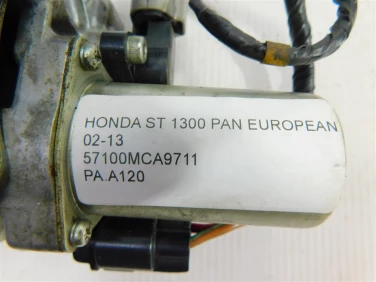 HONDA ST 1300 PAN EUROPEAN
02-13
57100MCA9711
PA.A120